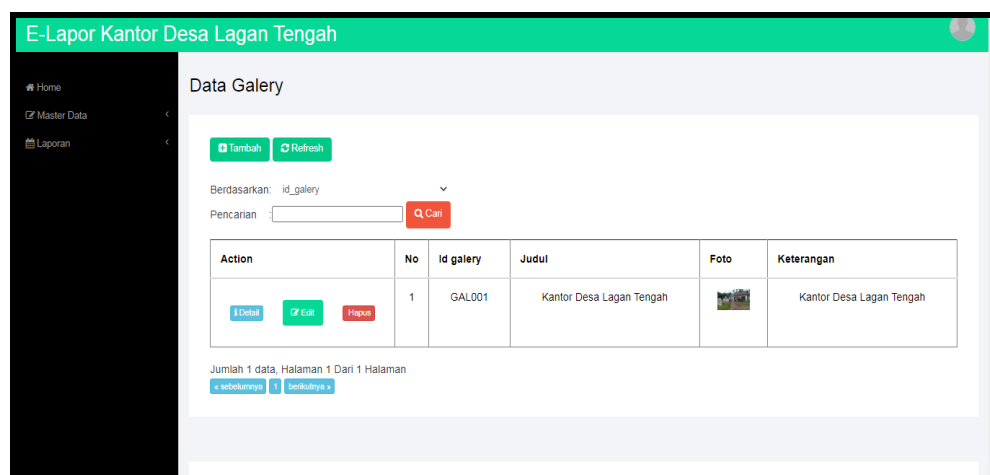 E-Lapor Kantor Desa Lagan Tengah
Home
Master Data
Laporan
Data Galery
Tambah Refresh
Berdasarkan: id_galery
Pencarian : Cari
Action No Id galery Judul Foto Keterangan
Detail Edit Hapus 1 GAL001 Kantor Desa Lagan Tengah Kantor Desa Lagan Tengah
Jumlah 1 data, Halaman 1 Dari 1 Halaman
« sebelumnya 1 berikutnya »